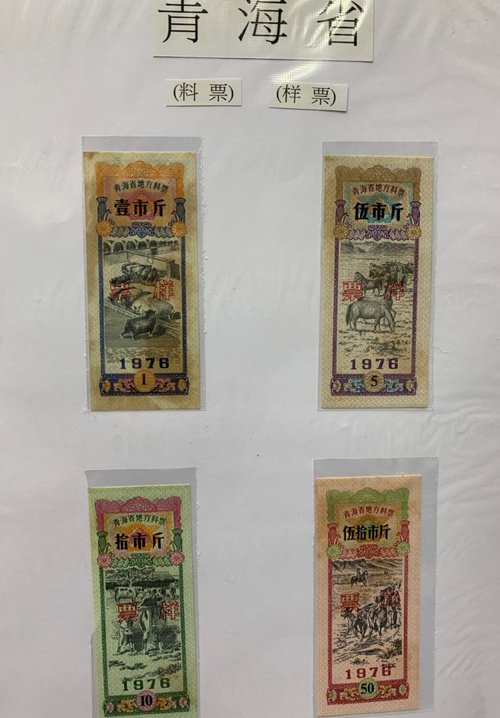 青海省
(料票)
(样票)
青海省地方料票
壹市斤
票样
1976
1
青海省地方料票
伍市斤
票样
1976
5
青海省地方料票
拾市斤
票样
1976
10
青海省地方料票
伍拾市斤
票样
1976
50